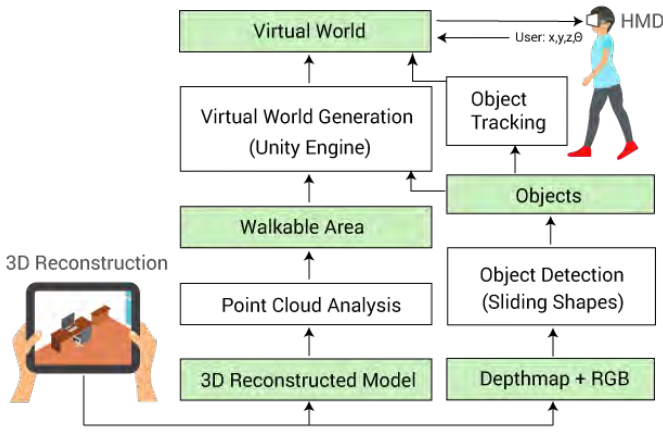 Virtual World
HMD
User: x,y,z,Θ
Virtual World Generation
(Unity Engine)
Object
Tracking
Objects
Walkable Area
3D Reconstruction
Object Detection
(Sliding Shapes)
Point Cloud Analysis
3D Reconstructed Model
Depthmap + RGB